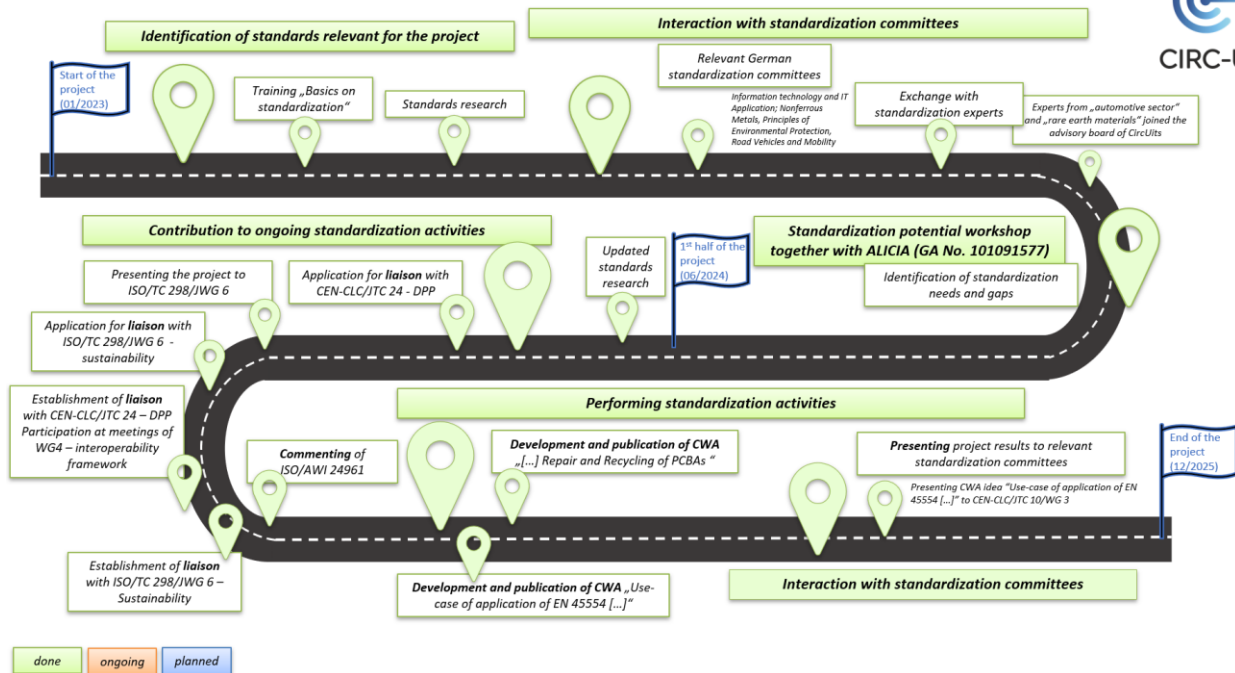 CIRC-U
Identification of standards relevant for the project
Interaction with standardization committees
Start of the
project
(01/2023)
Training „Basics on
standardization“
Standards research
Relevant German
standardization committees
Information technology and IT
Application; Nonferrous
Metals, Principles of
Environmental Protection,
Road Vehicles and Mobility
Exchange with
standardization experts
Experts from „automotive sector“
and „rare earth materials“ joined the
advisory board of CircUits
Contribution to ongoing standardization activities
Standardization potential workshop
together with ALICIA (GA No. 101091577)
Identification of standardization
needs and gaps
1st half of the
project
(06/2024)
Updated
standards
research
Application for liaison with
CEN-CLC/JTC 24 - DPP
Presenting the project to
ISO/TC 298/JWG 6
Application for liaison with
ISO/TC 298/JWG 6 -
sustainability
Establishment of liaison
with CEN-CLC/JTC 24 – DPP
Participation at meetings of
WG4 – interoperability
framework
Establishment of liaison
with ISO/TC 298/JWG 6 –
Sustainability
Commenting of
ISO/AWI 24961
Performing standardization activities
Development and publication of CWA
„[...] Repair and Recycling of PCBAs “
Development and publication of CWA „Use-
case of application of EN 45554 [...]“
Presenting project results to relevant
standardization committees
Presenting CWA idea “Use-case of application of EN
45554 [...]” to CEN-CLC/JTC 10/WG 3
Interaction with standardization committees
End of the
project
(12/2025)
done
ongoing
planned